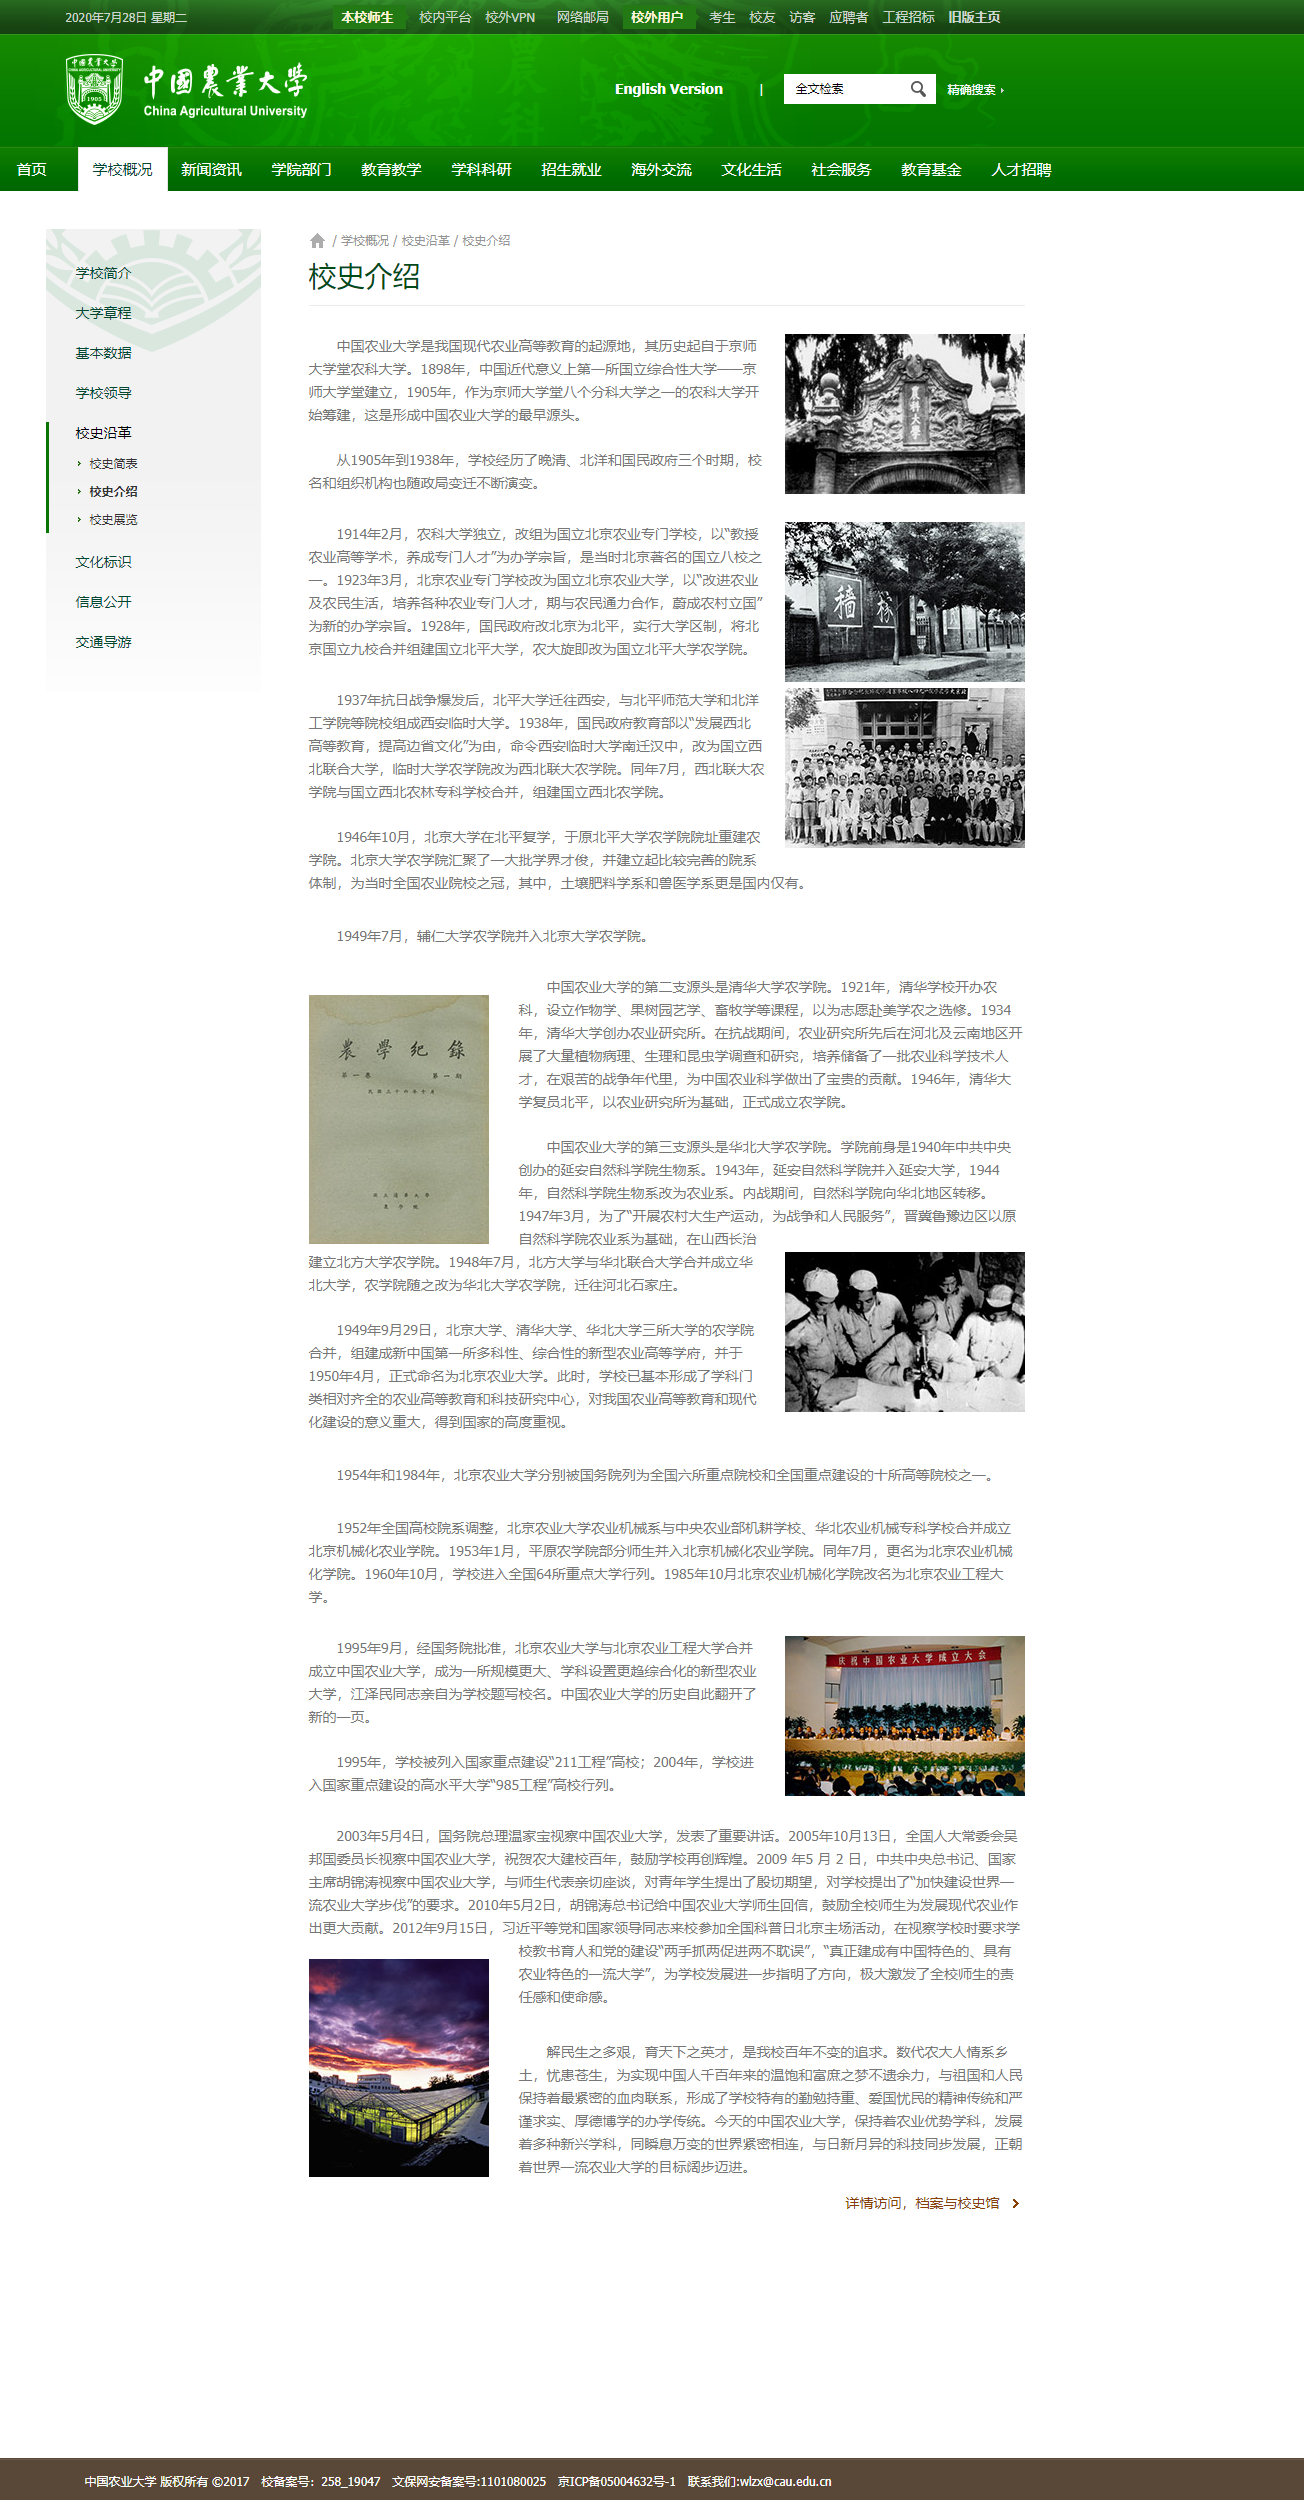 2020年7月28日 星期二
本校师生 校内平台 校外VPN 网络邮局 校外用户 考生 校友 访客 应聘者 工程招标 旧版主页
中國農業大学
China Agricultural University
English Version | 全文检索 精确搜索
首页 学校概况 新闻资讯 学院部门 教育教学 学科科研 招生就业 海外交流 文化生活 社会服务 教育基金 人才招聘
学校简介
大学章程
基本数据
学校领导
校史沿革
校史简表
校史介绍
校史展览
文化标识
信息公开
交通导游
/ 学校概况 / 校史沿革 / 校史介绍
校史介绍
中国农业大学是我国现代农业高等教育的起源地，其历史起自于京师
大学堂农科大学。1898年，中国近代意义上第一所国立综合性大学——京
师大学堂建立，1905年，作为京师大学堂八个分科大学之一的农科大学开
始筹建，这是形成中国农业大学的最早源头。
从1905年到1938年，学校经历了晚清、北洋和国民政府三个时期，校
名和组织机构也随政局变迁不断演变。
1914年2月，农科大学独立，改组为国立北京农业专门学校，以“教授
农业高等学术，养成专门人才”为办学宗旨，是当时北京著名的国立八校之
一。1923年3月，北京农业专门学校改为国立北京农业大学，以“改进农业
及农民生活，培养各种农业专门人才，期与农民通力合作，蔚成农村立国”
为新的办学宗旨。1928年，国民政府改北京为北平，实行大学区制，将北
京国立九校合并组建国立北平大学，农大旋即改为国立北平大学农学院。
1937年抗日战争爆发后，北平大学迁往西安，与北平师范大学和北洋
工学院等院校组成西安临时大学。1938年，国民政府教育部以“发展西北
高等教育，提高边省文化”为由，命令西安临时大学南迁汉中，改为国立西
北联合大学，临时大学农学院改为西北联大农学院。同年7月，西北联大农
学院与国立西北农林专科学校合并，组建国立西北农学院。
1946年10月，北京大学在北平复学，于原北平大学农学院院址重建农
学院。北京大学农学院汇聚了一大批学界才俊，并建立起比较完善的院系
体制，为当时全国农业院校之冠，其中，土壤肥料学系和兽医学系更是国内仅有。
1949年7月，辅仁大学农学院并入北京大学农学院。
農學紀錄
第一卷 第一期
中国农业大学的第二支源头是清华大学农学院。1921年，清华学校开办农
科，设立作物学、果树园艺学、畜牧学等课程，以为志愿赴美学农之选修。1934
年，清华大学创办农业研究所。在抗战期间，农业研究所先后在河北及云南地区开
展了大量植物病理、生理和昆虫学调查和研究，培养储备了一批农业科学技术人
才，在艰苦的战争年代里，为中国农业科学做出了宝贵的贡献。1946年，清华大
学复员北平，以农业研究所为基础，正式成立农学院。
中国农业大学的第三支源头是华北大学农学院。学院前身是1940年中共中央
创办的延安自然科学院生物系。1943年，延安自然科学院并入延安大学，1944
年，自然科学院生物系改为农业系。内战期间，自然科学院向华北地区转移。
1947年3月，为了“开展农村大生产运动，为战争和人民服务”，晋冀鲁豫边区以原
自然科学院农业系为基础，在山西长治
建立北方大学农学院。1948年7月，北方大学与华北联合大学合并成立华
北大学，农学院随之改为华北大学农学院，迁往河北石家庄。
1949年9月29日，北京大学、清华大学、华北大学三所大学的农学院
合并，组建成新中国第一所多科性、综合性的新型农业高等学府，并于
1950年4月，正式命名为北京农业大学。此时，学校已基本形成了学科门
类相对齐全的农业高等教育和科技研究中心，对我国农业高等教育和现代
化建设的意义重大，得到国家的高度重视。
1954年和1984年，北京农业大学分别被国务院列为全国六所重点院校和全国重点建设的十所高等院校之一。
1952年全国高校院系调整，北京农业大学农业机械系与中央农业部机耕学校、华北农业机械专科学校合并成立
北京机械化农业学院。1953年1月，平原农学院部分师生并入北京机械化农业学院。同年7月，更名为北京农业机械
化学院。1960年10月，学校进入全国64所重点大学行列。1985年10月北京农业机械化学院改名为北京农业工程大
学。
1995年9月，经国务院批准，北京农业大学与北京农业工程大学合并
成立中国农业大学，成为一所规模更大、学科设置更趋综合化的新型农业
大学，江泽民同志亲自为学校题写校名。中国农业大学的历史自此翻开了
新的一页。
庆祝中国农业大学成立大会
1995年，学校被列入国家重点建设“211工程”高校；2004年，学校进
入国家重点建设的高水平大学“985工程”高校行列。
2003年5月4日，国务院总理温家宝视察中国农业大学，发表了重要讲话。2005年10月13日，全国人大常委会吴
邦国委员长视察中国农业大学，祝贺农大建校百年，鼓励学校再创辉煌。2009 年5 月 2 日，中共中央总书记、国家
主席胡锦涛视察中国农业大学，与师生代表亲切座谈，对青年学生提出了殷切期望，对学校提出了“加快建设世界一
流农业大学步伐”的要求。2010年5月2日，胡锦涛总书记给中国农业大学师生回信，鼓励全校师生为发展现代农业作
出更大贡献。2012年9月15日，习近平等党和国家领导同志来校参加全国科普日北京主场活动，在视察学校时要求学
校教书育人和党的建设“两手抓两促进两不耽误”，“真正建成有中国特色的、具有
农业特色的一流大学”，为学校发展进一步指明了方向，极大激发了全校师生的责
任感和使命感。
解民生之多艰，育天下之英才，是我校百年不变的追求。数代农大人情系乡
土，忧患苍生，为实现中国人千百年来的温饱和富庶之梦不遗余力，与祖国和人民
保持着最紧密的血肉联系，形成了学校特有的勤勉持重、爱国忧民的精神传统和严
谨求实、厚德博学的办学传统。今天的中国农业大学，保持着农业优势学科，发展
着多种新兴学科，同瞬息万变的世界紧密相连，与日新月异的科技同步发展，正朝
着世界一流农业大学的目标阔步迈进。
详情访问，档案与校史馆
中国农业大学 版权所有 ©2017 校备案号：258_19047 文保网安备案号:1101080025 京ICP备05004632号-1 联系我们:wlzx@cau.edu.cn